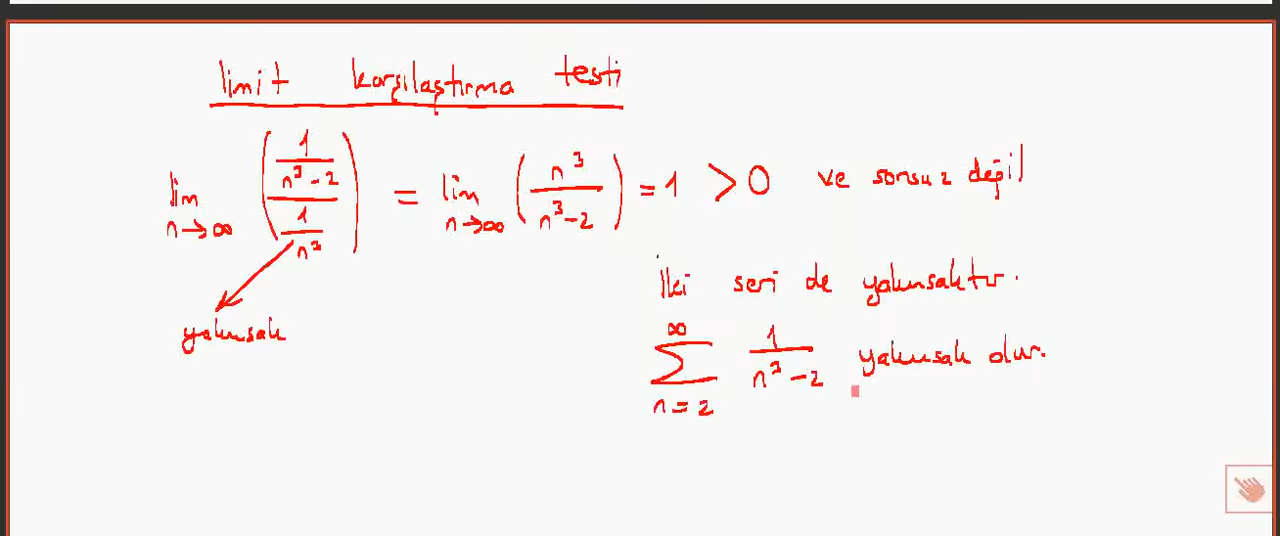 limit karşılaştırma testi
lim n→∞ ((1/(n³-2))/(1/n³)) = lim n→∞ (n³/(n³-2)) = 1 > 0 ve sonsuz değil
yakınsak
İki seri de yakınsaktır.
∞ ∑ n=2 1/(n³-2) yakınsak olur.